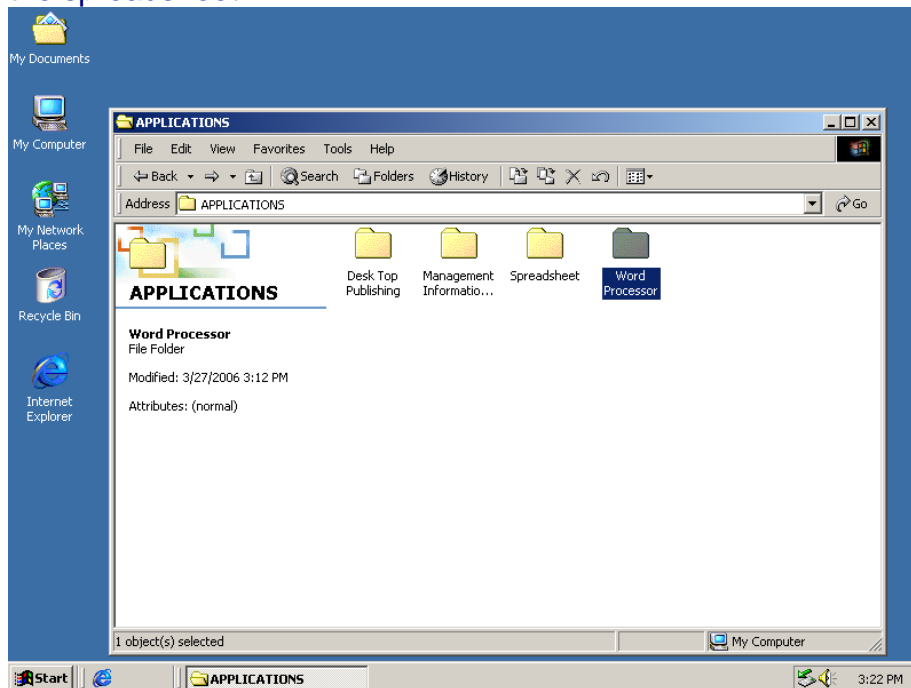 My Documents
My Computer
My Network
Places
Recycle Bin
Internet
Explorer
APPLICATIONS
File Edit View Favorites Tools Help
Back Search Folders History
Address APPLICATIONS Go
APPLICATIONS
Word Processor
File Folder
Modified: 3/27/2006 3:12 PM
Attributes: (normal)
Desk Top
Publishing
Management
Informatio...
Spreadsheet
Word
Processor
1 object(s) selected
My Computer
Start APPLICATIONS 3:22 PM